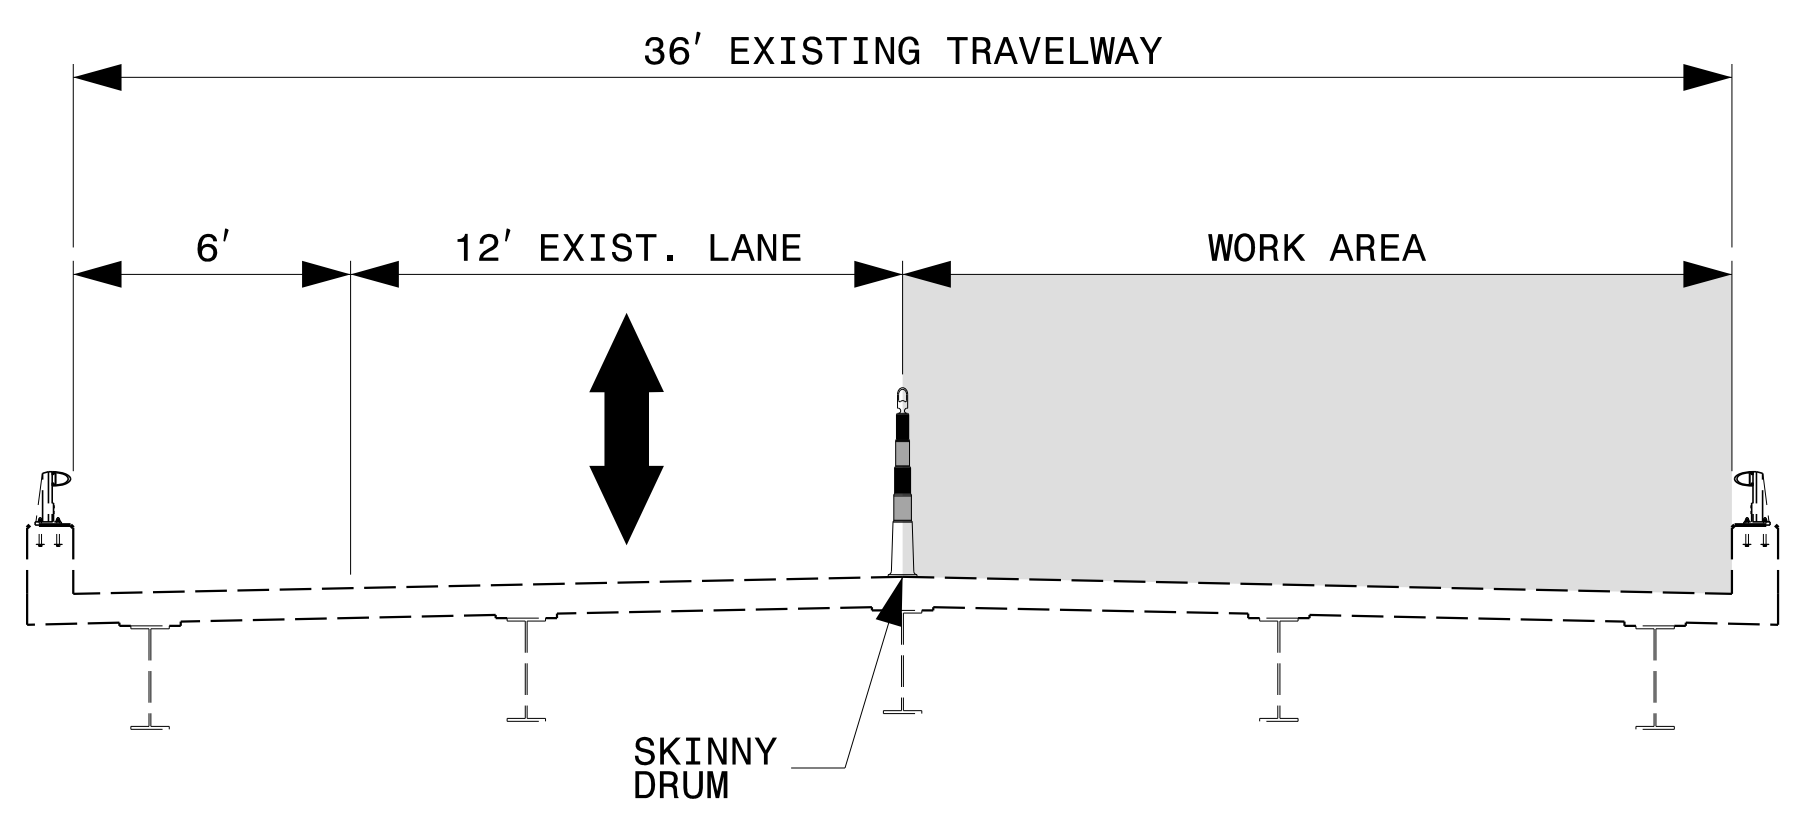 36' EXISTING TRAVELWAY
6'
12' EXIST. LANE
WORK AREA
SKINNY
DRUM